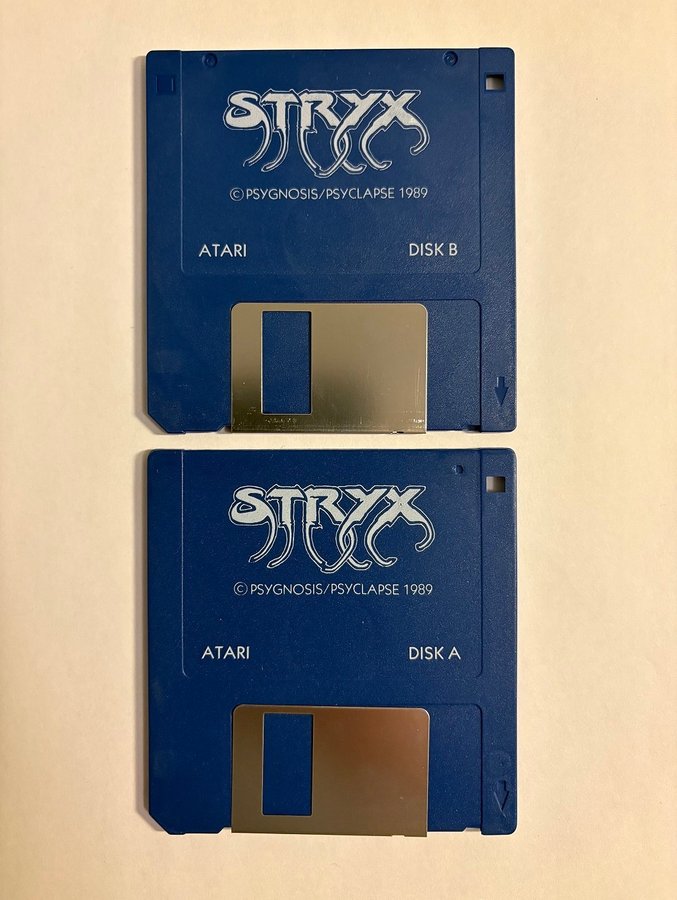 STRYX
© PSYGNOSIS/PSYCLAPSE 1989
ATARI DISK B
STRYX
© PSYGNOSIS/PSYCLAPSE 1989
ATARI DISK A